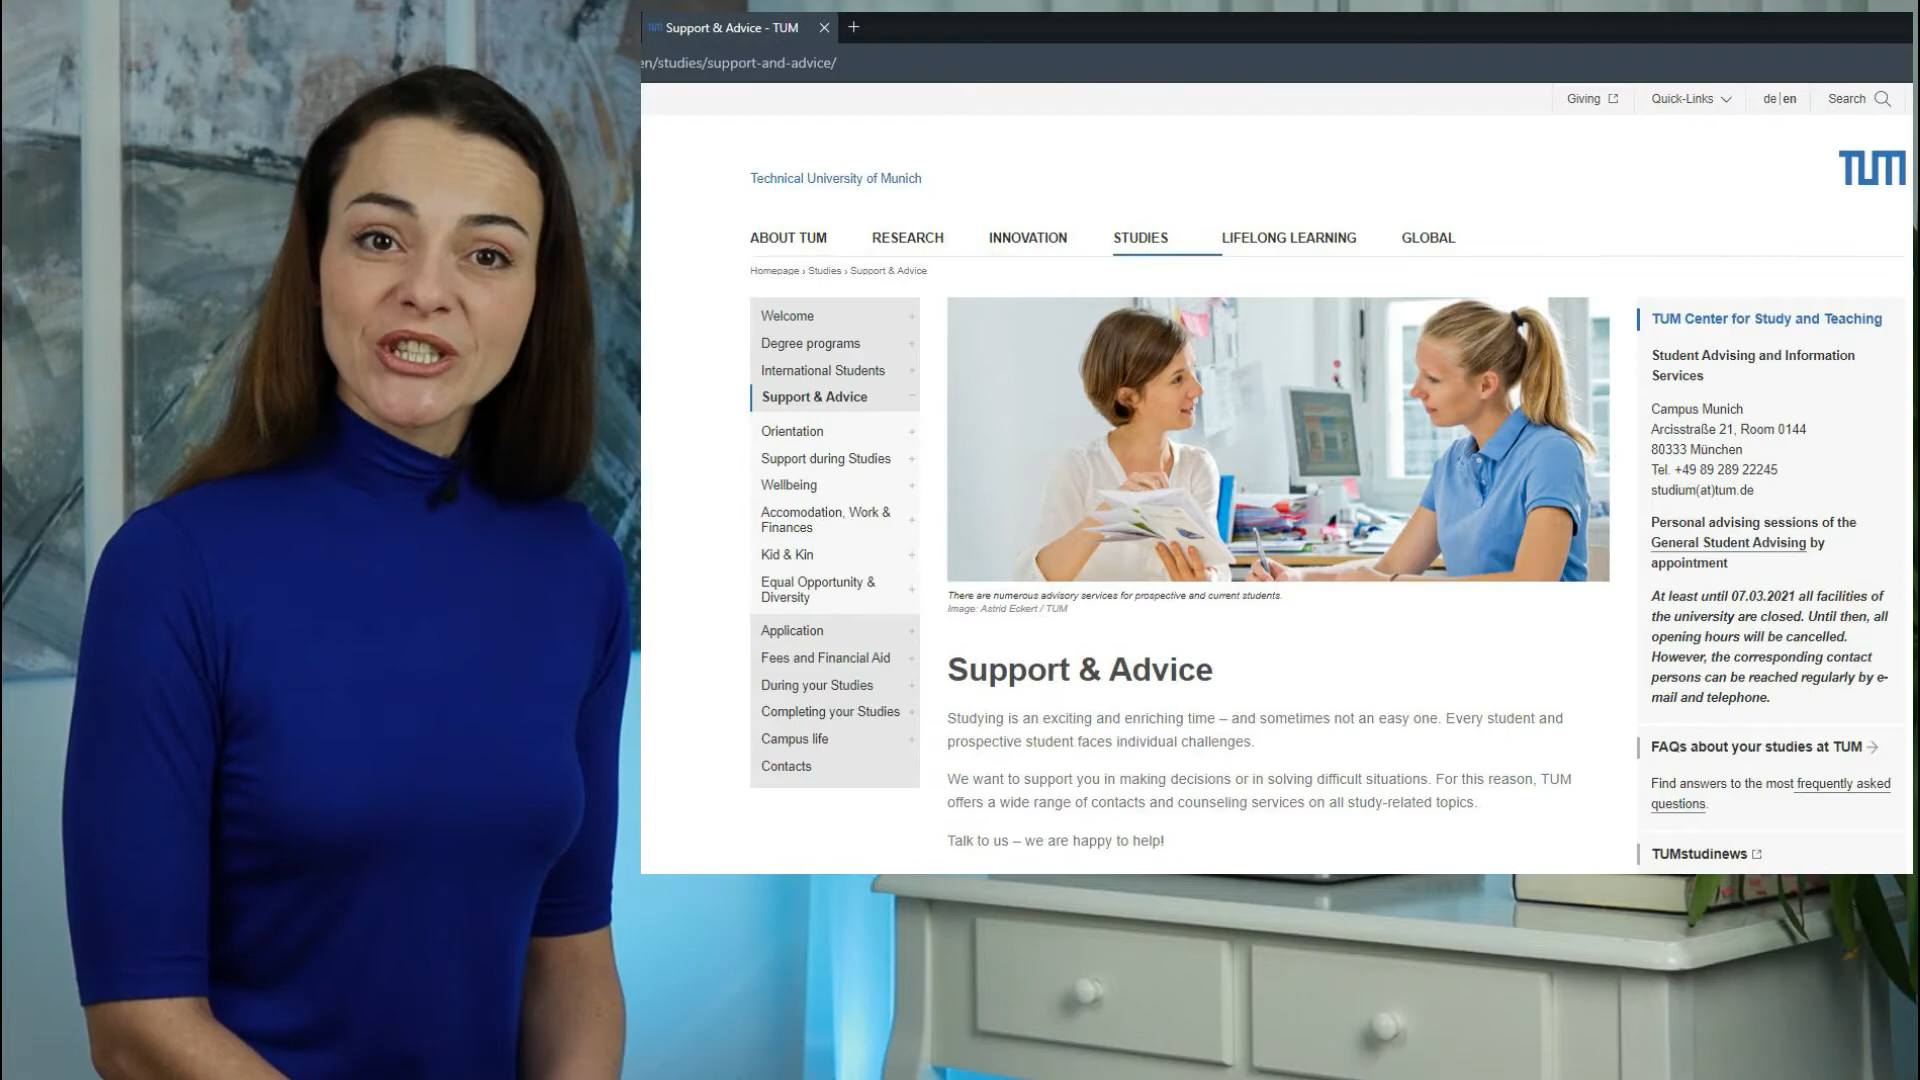 Support & Advice - TUM
en/studies/support-and-advice/
Giving
Quick-Links
de|en
Search
Technical University of Munich
TUM
ABOUT TUM
RESEARCH
INNOVATION
STUDIES
LIFELONG LEARNING
GLOBAL
Homepage › Studies › Support & Advice
Welcome
Degree programs
International Students
Support & Advice
Orientation
Support during Studies
Wellbeing
Accomodation, Work &
Finances
Kid & Kin
Equal Opportunity &
Diversity
Application
Fees and Financial Aid
During your Studies
Completing your Studies
Campus life
Contacts
There are numerous advisory services for prospective and current students.
Image: Astrid Eckert / TUM
Support & Advice
Studying is an exciting and enriching time – and sometimes not an easy one. Every student and
prospective student faces individual challenges.
We want to support you in making decisions or in solving difficult situations. For this reason, TUM
offers a wide range of contacts and counseling services on all study-related topics.
Talk to us – we are happy to help!
TUM Center for Study and Teaching
Student Advising and Information
Services
Campus Munich
Arcisstraße 21, Room 0144
80333 München
Tel. +49 89 289 22245
studium(at)tum.de
Personal advising sessions of the
General Student Advising by
appointment
At least until 07.03.2021 all facilities of
the university are closed. Until then, all
opening hours will be cancelled.
However, the corresponding contact
persons can be reached regularly by e-
mail and telephone.
FAQs about your studies at TUM
Find answers to the most frequently asked
questions.
TUMstudinews